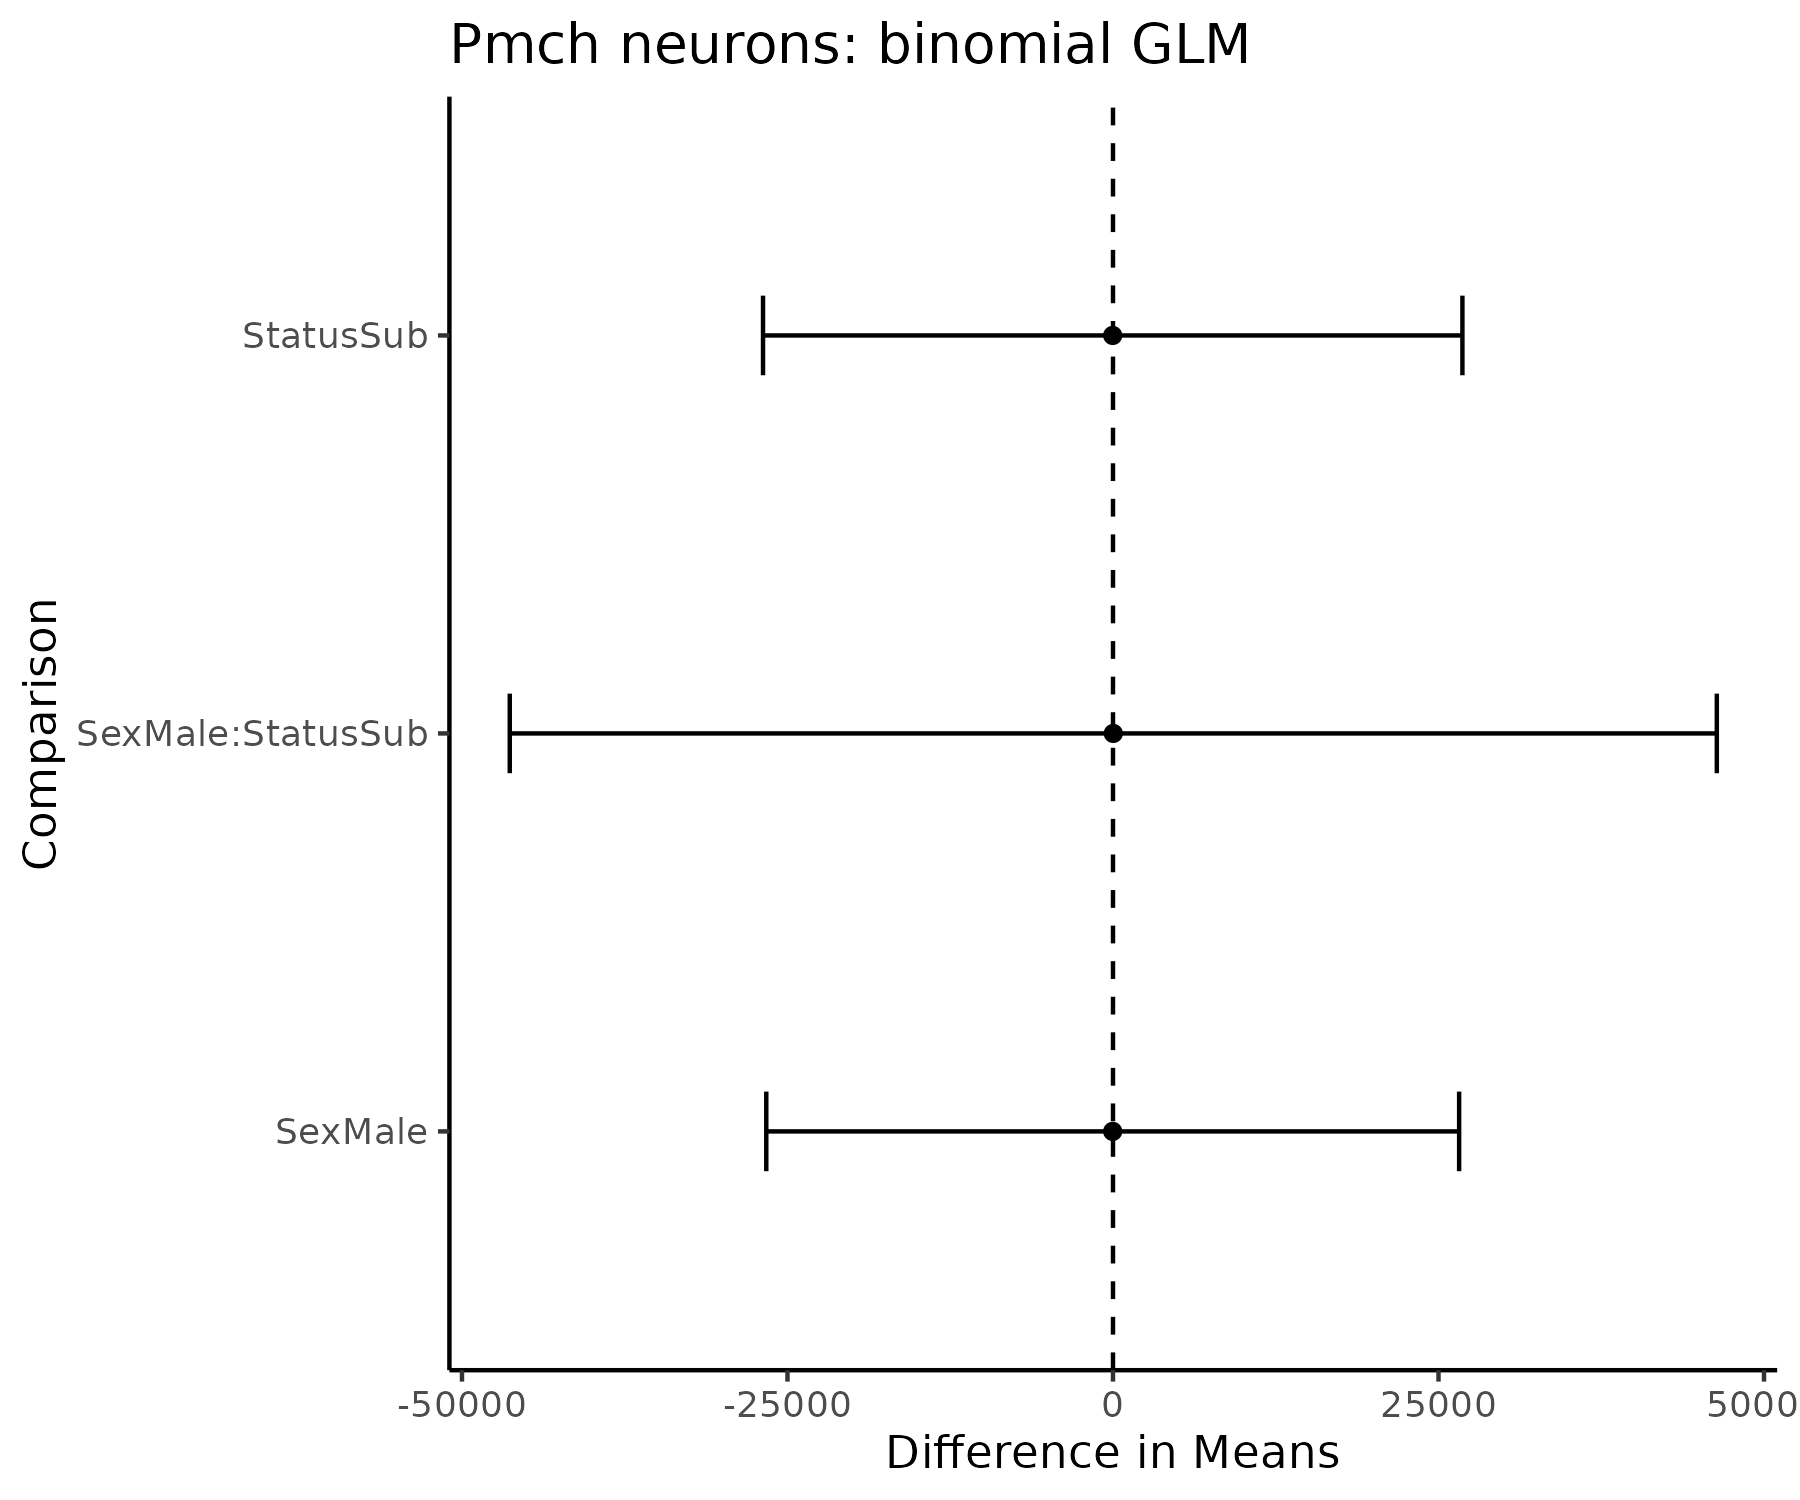 Pmch neurons: binomial GLM
StatusSub
SexMale:StatusSub
SexMale
Comparison
-50000 -25000 0 25000 5000
Difference in Means